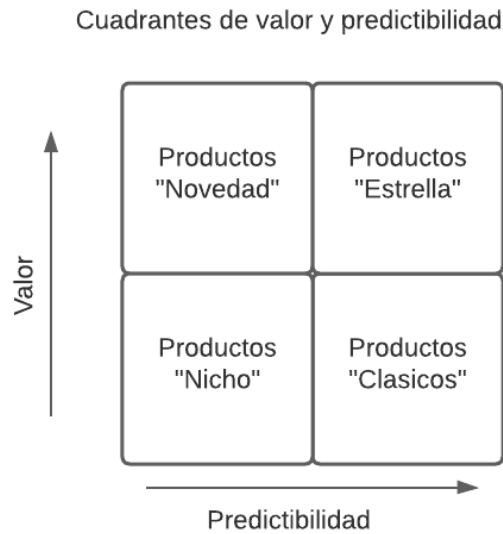 Cuadrantes de valor y predictibilidad
Productos
"Novedad"
Productos
"Estrella"
Valor
Productos
"Nicho"
Productos
"Clasicos"
Predictibilidad